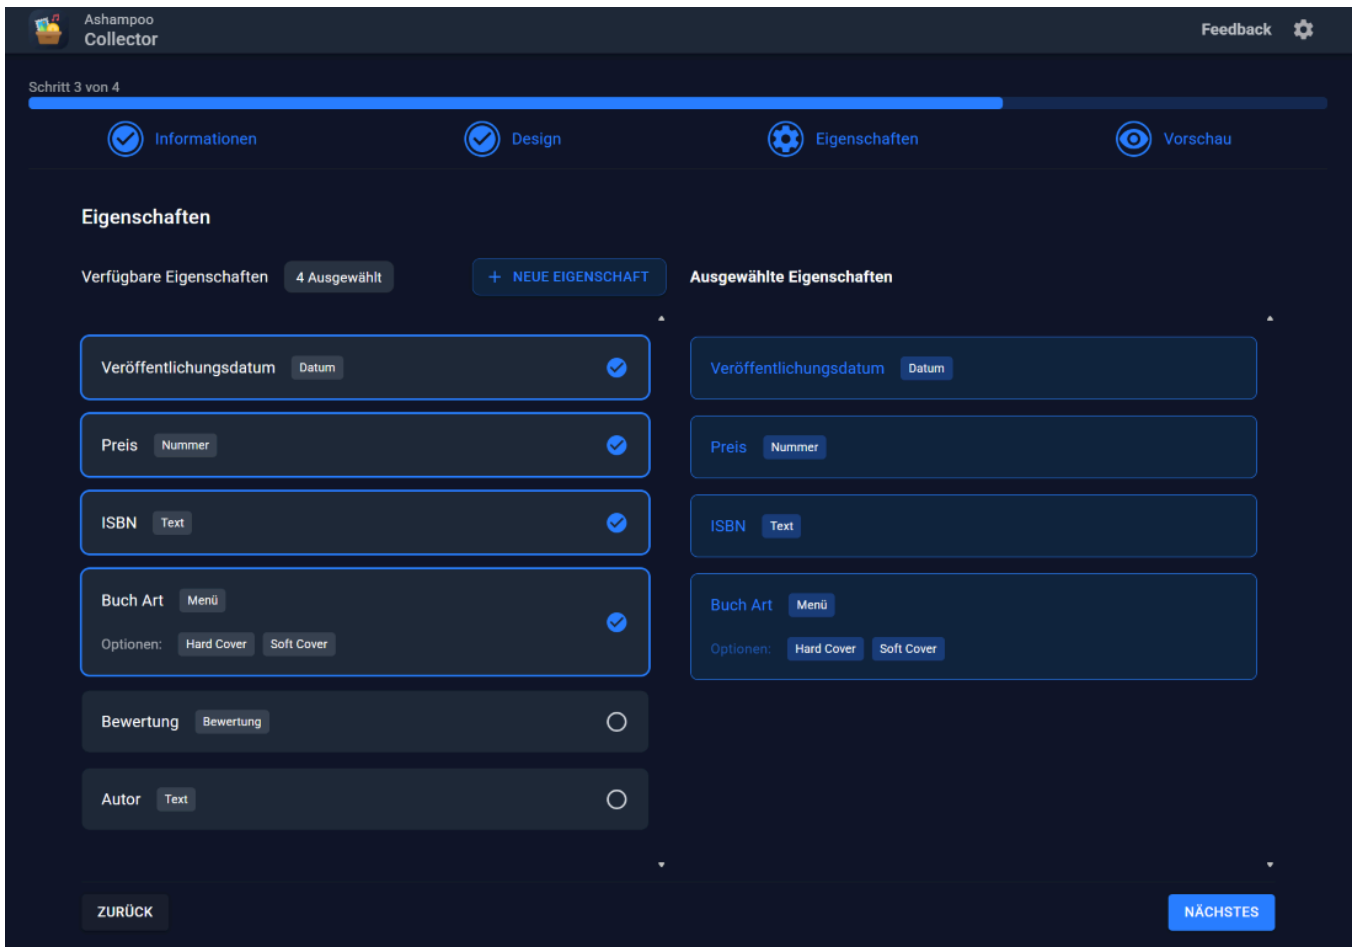 Ashampoo
Collector
Feedback
Schritt 3 von 4
Informationen
Design
Eigenschaften
Vorschau
Eigenschaften
Verfügbare Eigenschaften 4 Ausgewählt + NEUE EIGENSCHAFT
Ausgewählte Eigenschaften
Veröffentlichungsdatum Datum
Preis Nummer
ISBN Text
Buch Art Menü
Optionen: Hard Cover Soft Cover
Bewertung Bewertung
Autor Text
Veröffentlichungsdatum Datum
Preis Nummer
ISBN Text
Buch Art Menü
Optionen: Hard Cover Soft Cover
ZURÜCK
NÄCHSTES